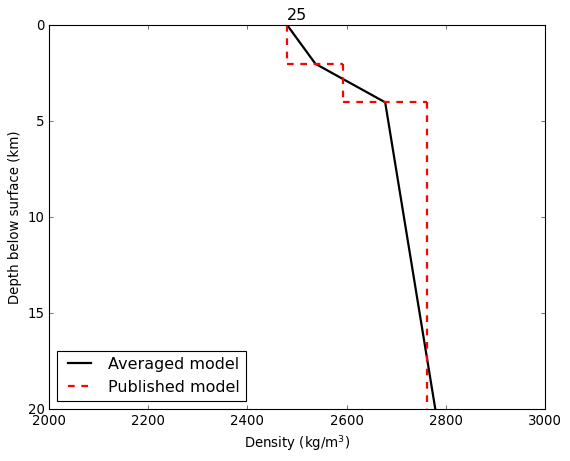 25
0
5
10
15
20
Depth below surface (km)
Averaged model
Published model
2000 2200 2400 2600 2800 3000
Density (kg/m³)